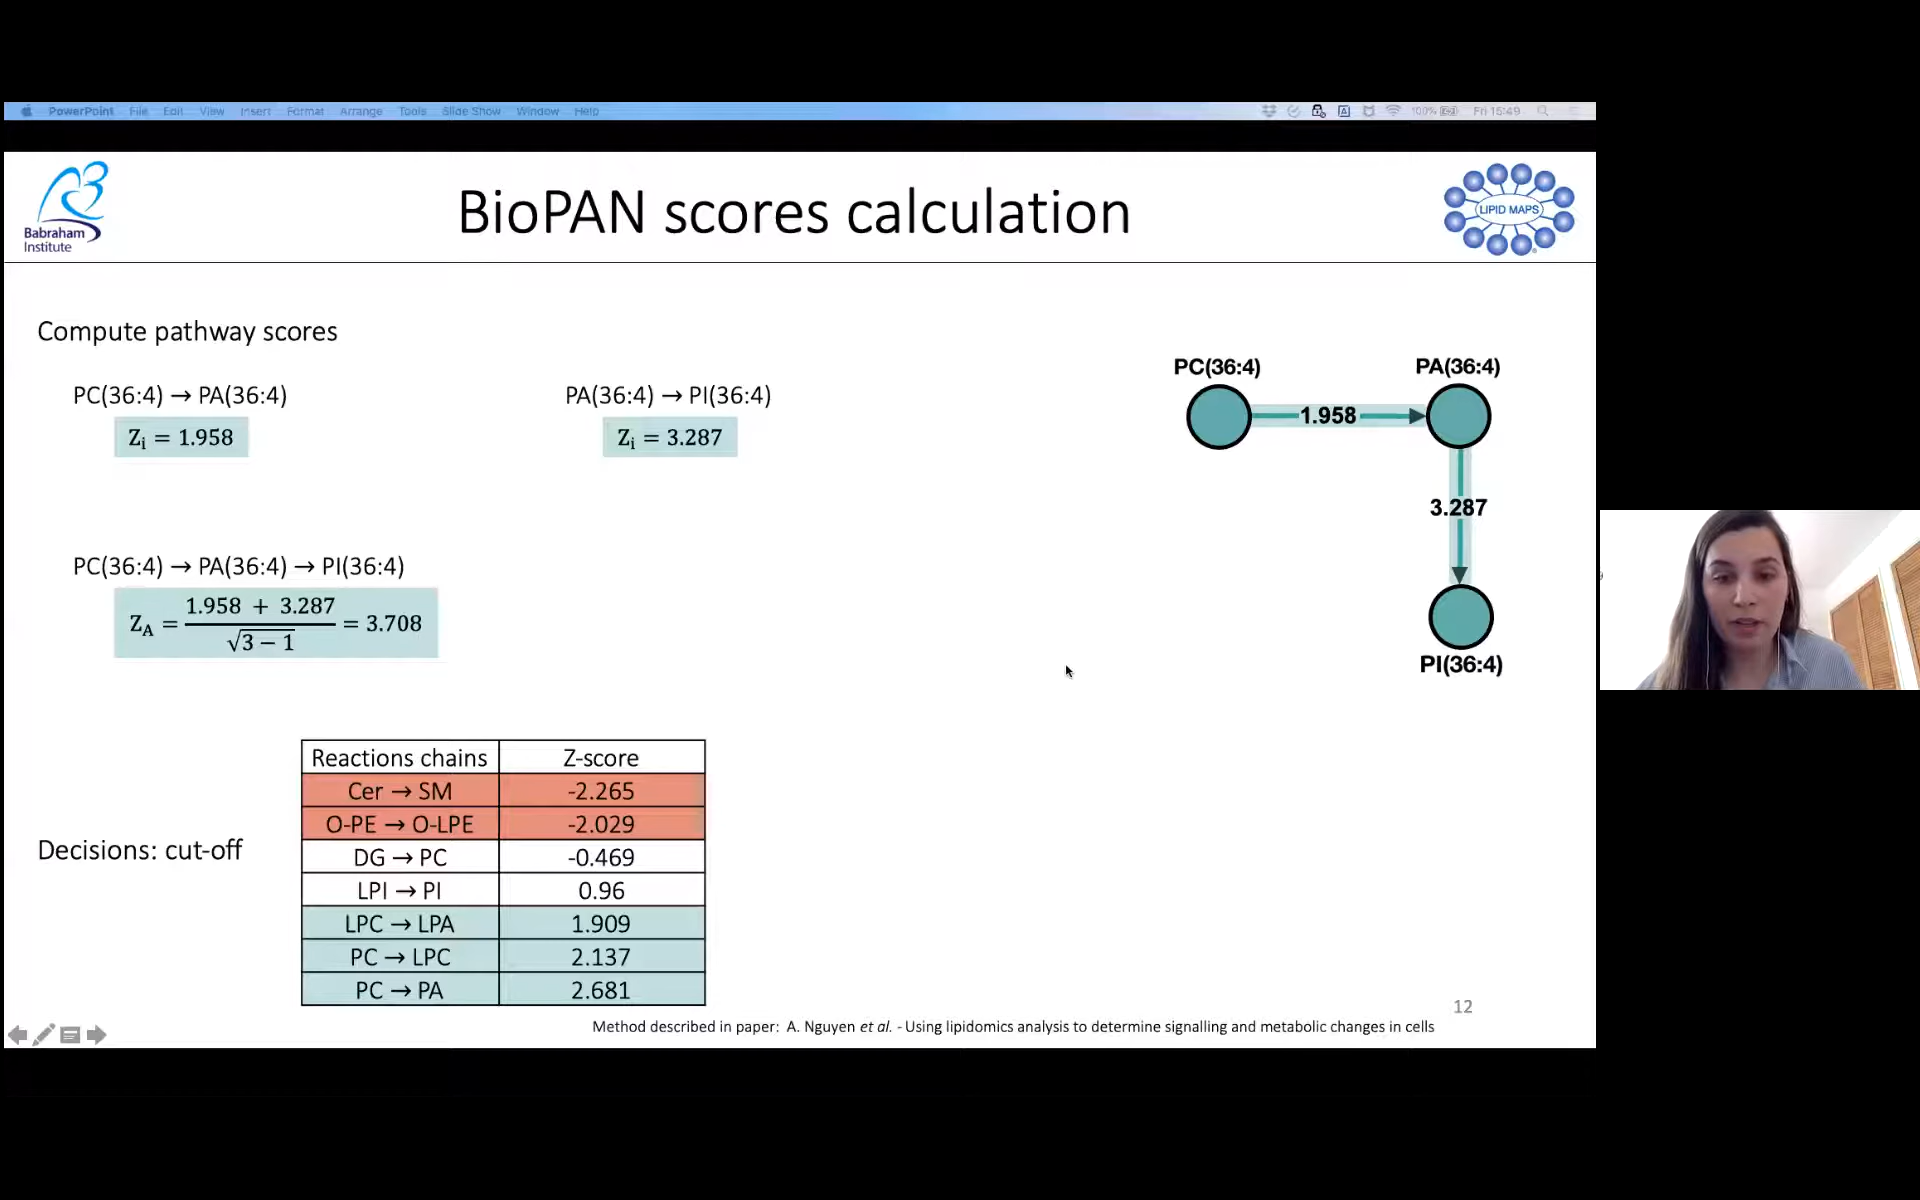 PowerPoint File Edit View Insert Format Arrange Tools Slide Show Window Help 100% Fri 15:49
Babraham
Institute
BioPAN scores calculation
LIPID MAPS
Compute pathway scores
PC(36:4) → PA(36:4)
Zi = 1.958
PA(36:4) → PI(36:4)
Zi = 3.287
PC(36:4) → PA(36:4) → PI(36:4)
ZA = (1.958 + 3.287) / √(3 − 1) = 3.708
PC(36:4)
PA(36:4)
1.958
3.287
PI(36:4)
Decisions: cut-off
Reactions chains Z-score
Cer → SM -2.265
O-PE → O-LPE -2.029
DG → PC -0.469
LPI → PI 0.96
LPC → LPA 1.909
PC → LPC 2.137
PC → PA 2.681
12
Method described in paper: A. Nguyen et al. - Using lipidomics analysis to determine signalling and metabolic changes in cells